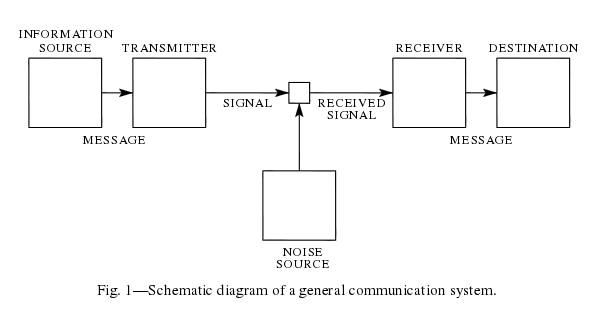 INFORMATION
SOURCE
TRANSMITTER
RECEIVER
DESTINATION
SIGNAL
RECEIVED
SIGNAL
MESSAGE
MESSAGE
NOISE
SOURCE
Fig. 1—Schematic diagram of a general communication system.